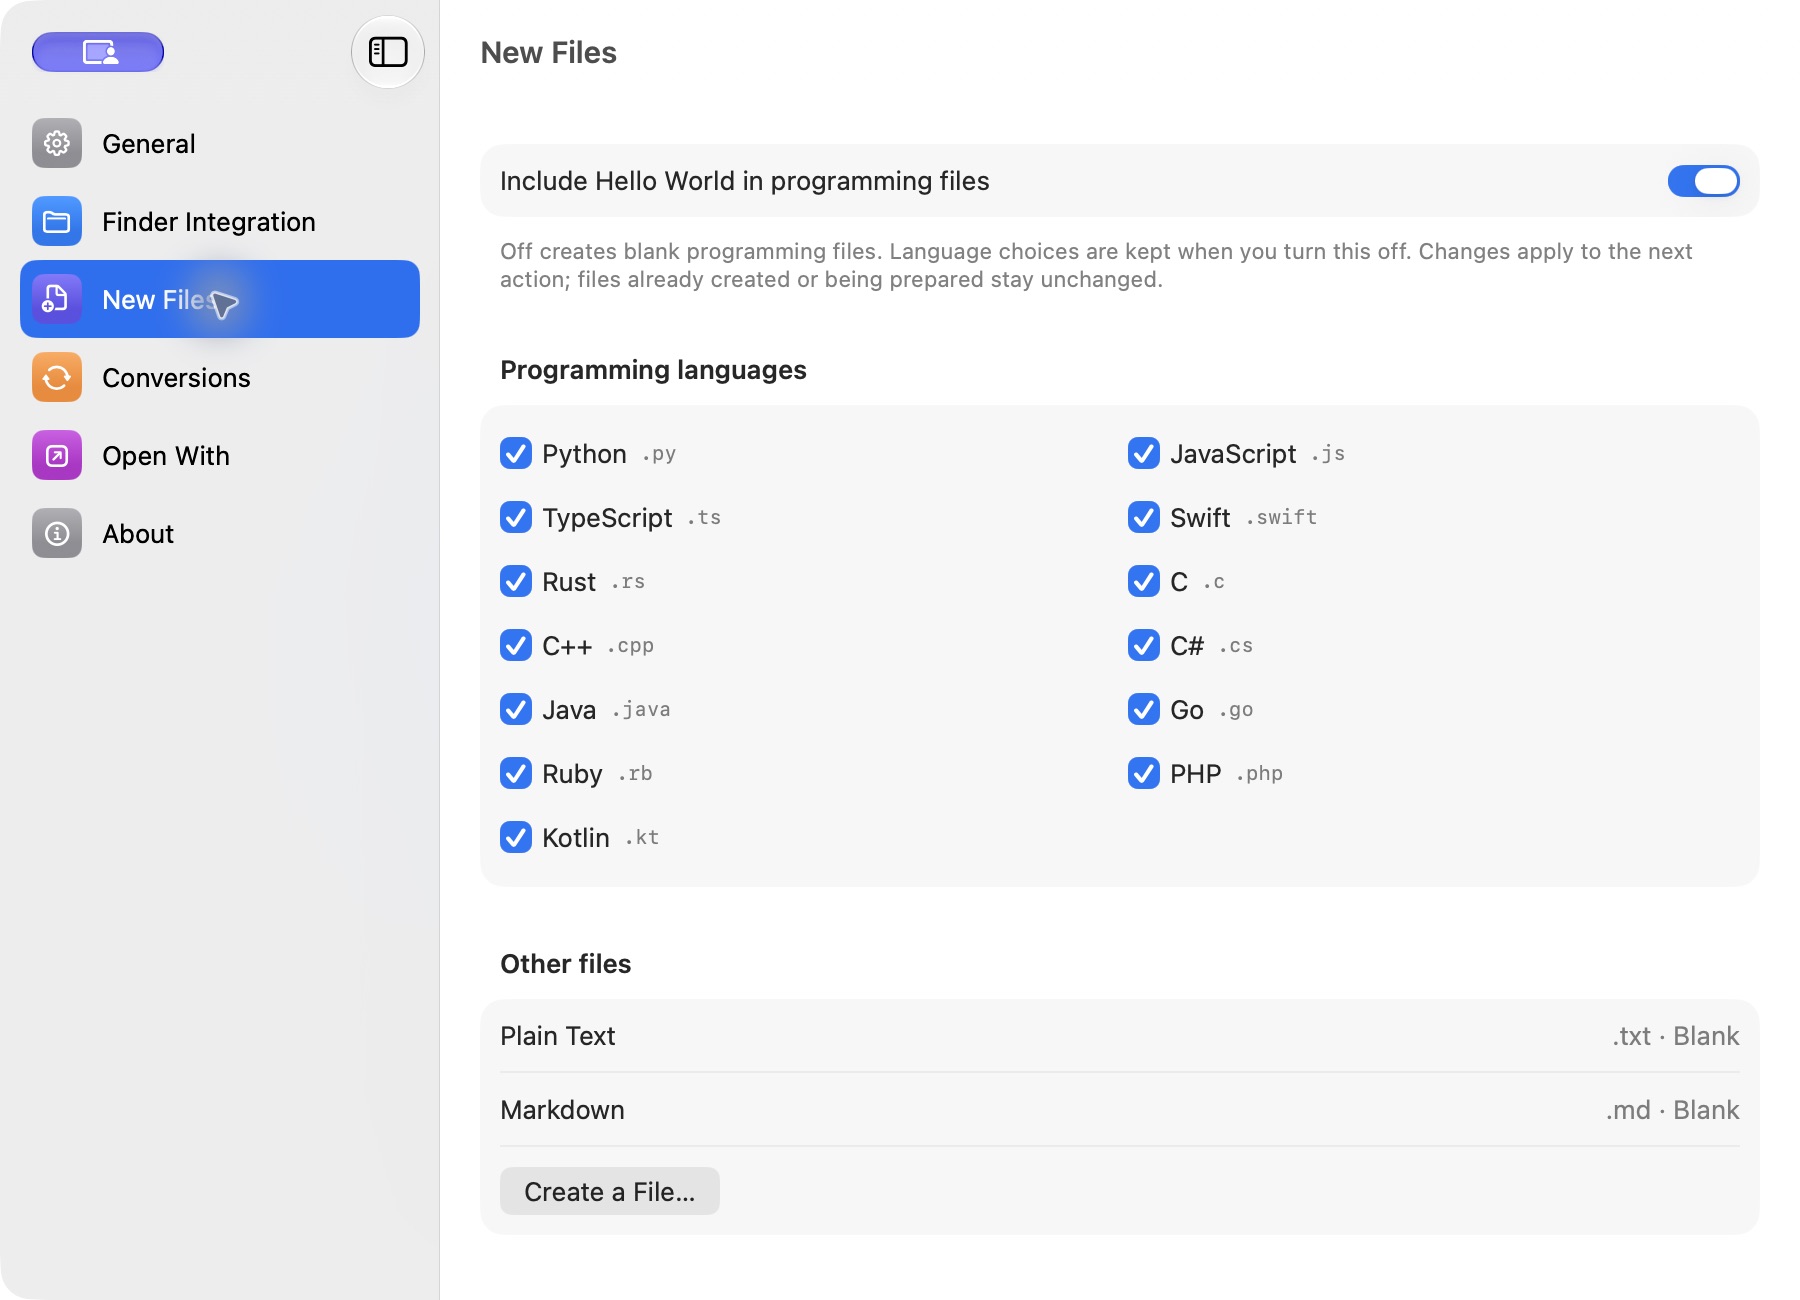 New Files
General
Finder Integration
New Files
Conversions
Open With
About
Include Hello World in programming files
Off creates blank programming files. Language choices are kept when you turn this off. Changes apply to the next
action; files already created or being prepared stay unchanged.
Programming languages
Python .py
JavaScript .js
TypeScript .ts
Swift .swift
Rust .rs
C .c
C++ .cpp
C# .cs
Java .java
Go .go
Ruby .rb
PHP .php
Kotlin .kt
Other files
Plain Text .txt · Blank
Markdown .md · Blank
Create a File...